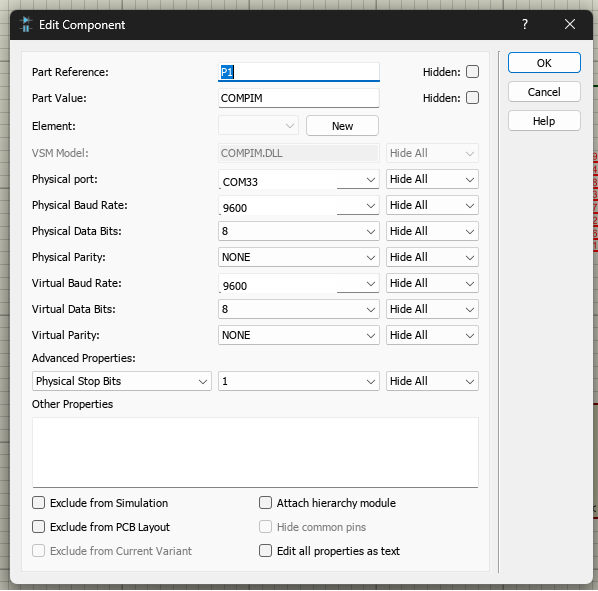 Edit Component
?
Part Reference: P1 Hidden:
OK
Part Value: COMPIM Hidden:
Cancel
Element: New
Help
VSM Model: COMPIM.DLL Hide All
Physical port: COM33 Hide All
Physical Baud Rate: 9600 Hide All
Physical Data Bits: 8 Hide All
Physical Parity: NONE Hide All
Virtual Baud Rate: 9600 Hide All
Virtual Data Bits: 8 Hide All
Virtual Parity: NONE Hide All
Advanced Properties:
Physical Stop Bits 1 Hide All
Other Properties
Exclude from Simulation Attach hierarchy module
Exclude from PCB Layout Hide common pins
Exclude from Current Variant Edit all properties as text